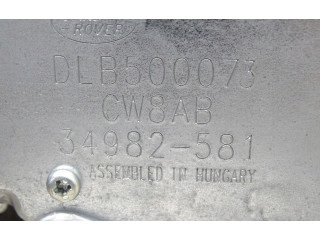 ROVER
DLB500073
CW8AB
34982-581
ASSEMBLED IN HUNGARY